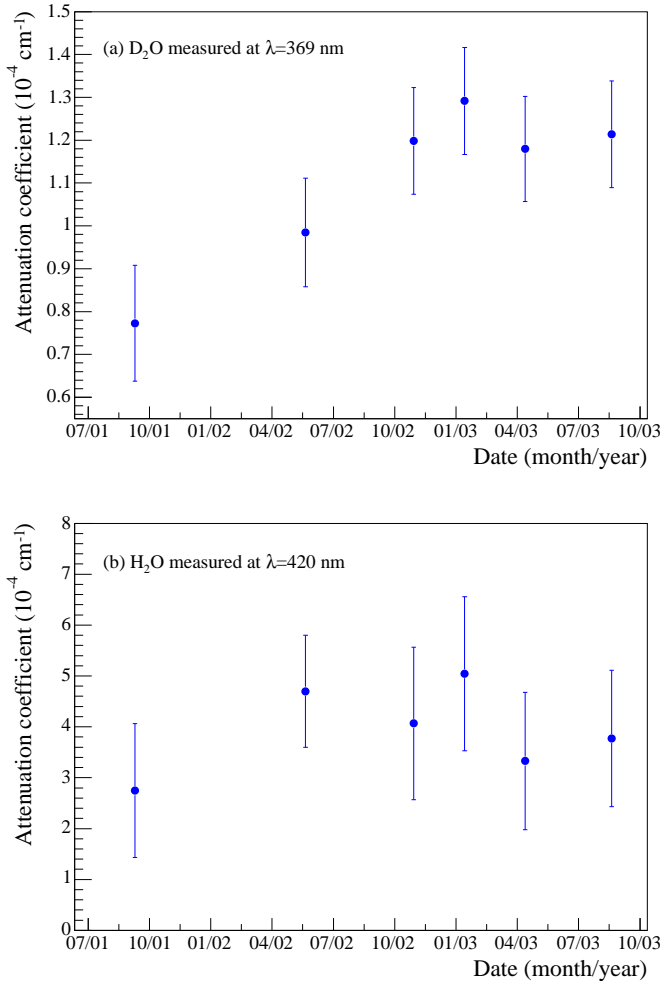 1.5
(a) D₂O measured at λ=369 nm
1.4
1.3
1.2
1.1
1
0.9
0.8
0.7
0.6
Attenuation coefficient (10⁻⁴ cm⁻¹)
07/01 10/01 01/02 04/02 07/02 10/02 01/03 04/03 07/03 10/03
Date (month/year)
8
(b) H₂O measured at λ=420 nm
7
6
5
4
3
2
1
0
Attenuation coefficient (10⁻⁴ cm⁻¹)
07/01 10/01 01/02 04/02 07/02 10/02 01/03 04/03 07/03 10/03
Date (month/year)